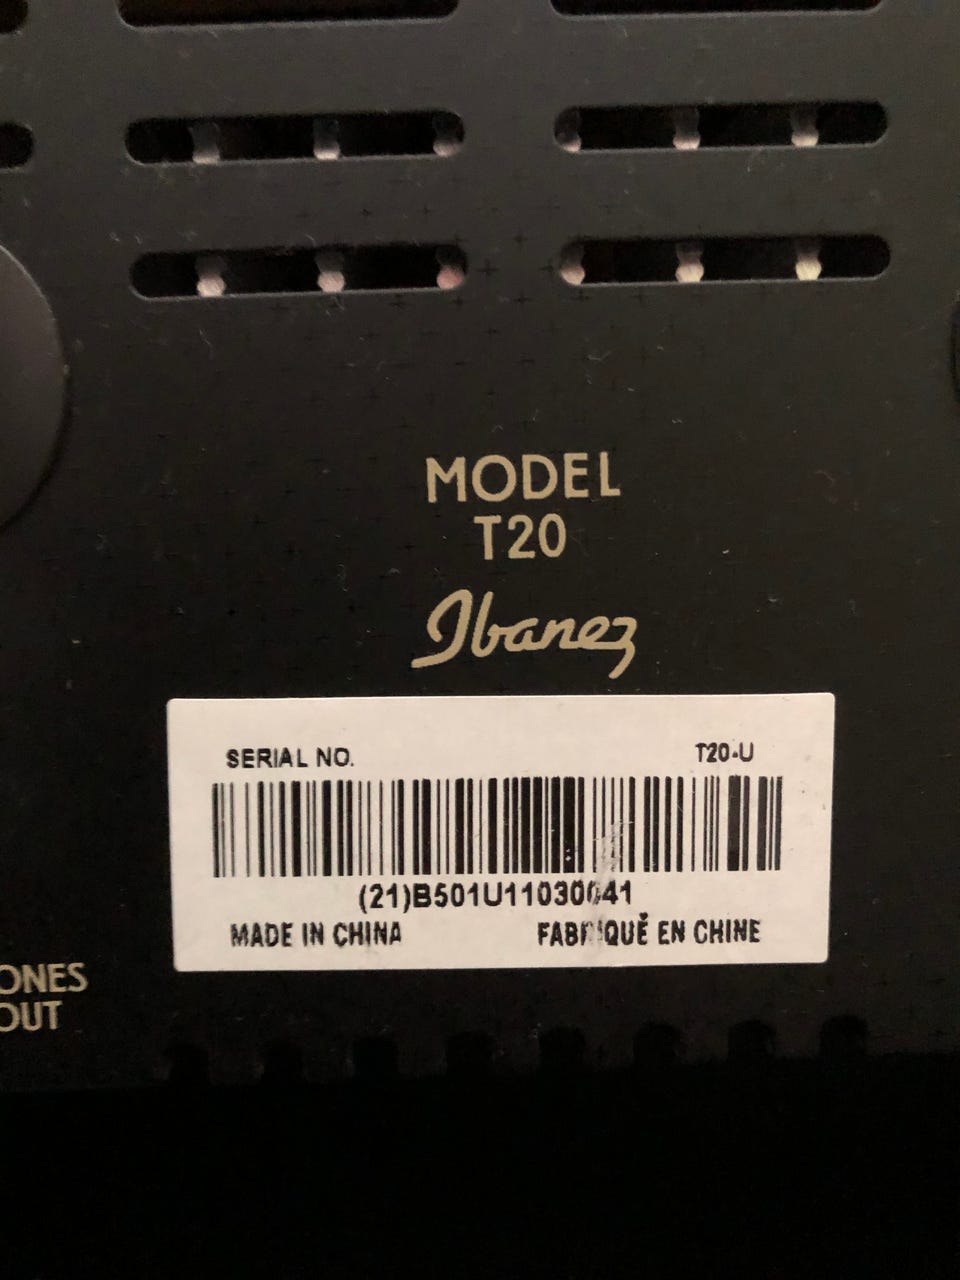 MODEL
T20
Ibanez
SERIAL NO. T20-U
(21)B501U11030041
MADE IN CHINA FABRIQUÉ EN CHINE
ONES
OUT